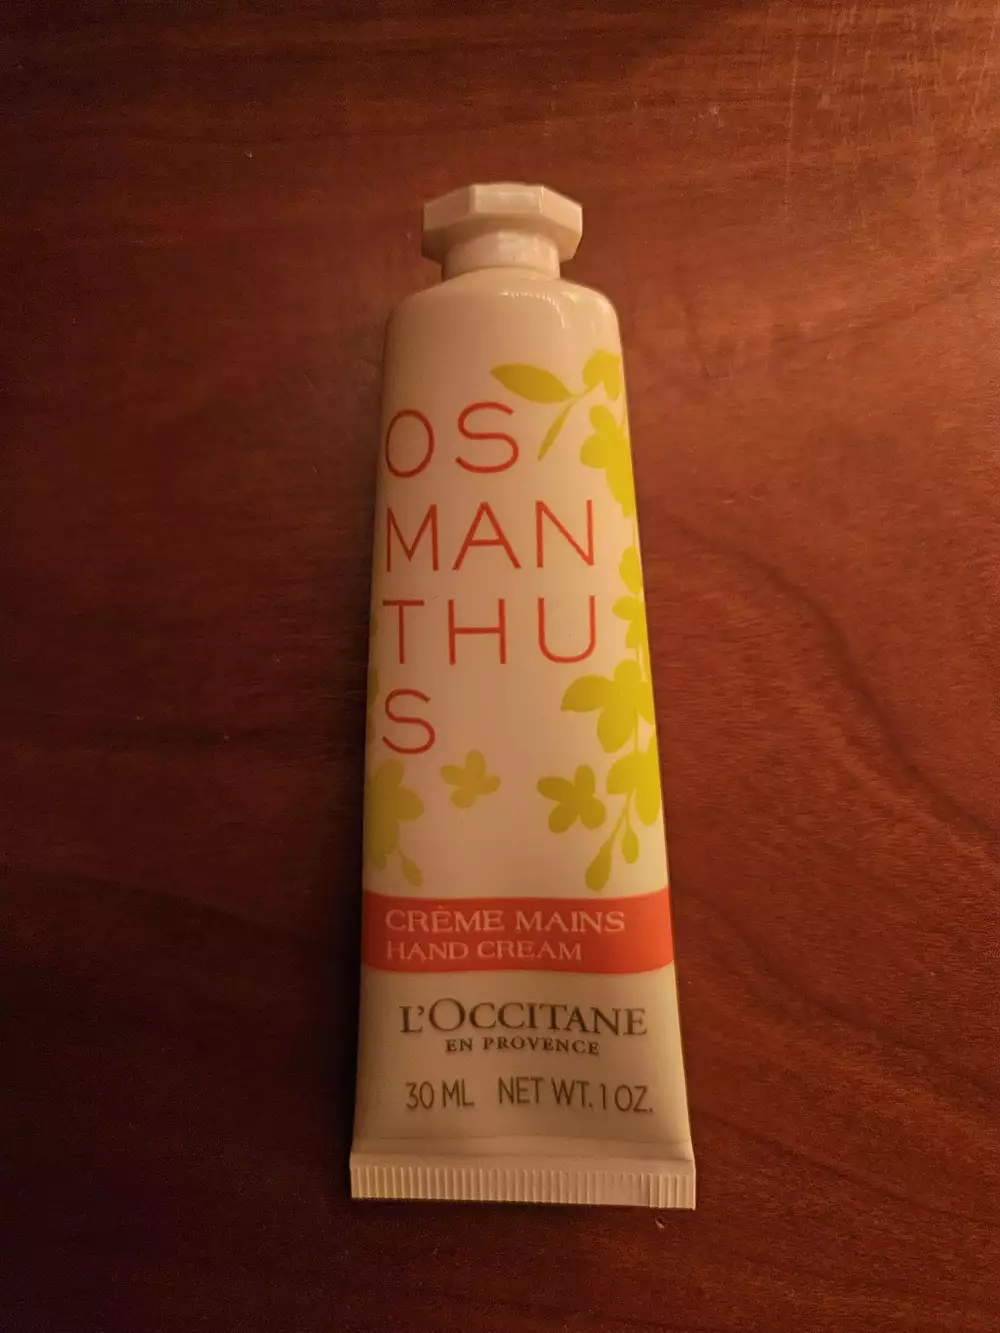 OS
MAN
THU
S
CRÈME MAINS
HAND CREAM
L'OCCITANE
EN PROVENCE
30 ML NET WT. 1 OZ.